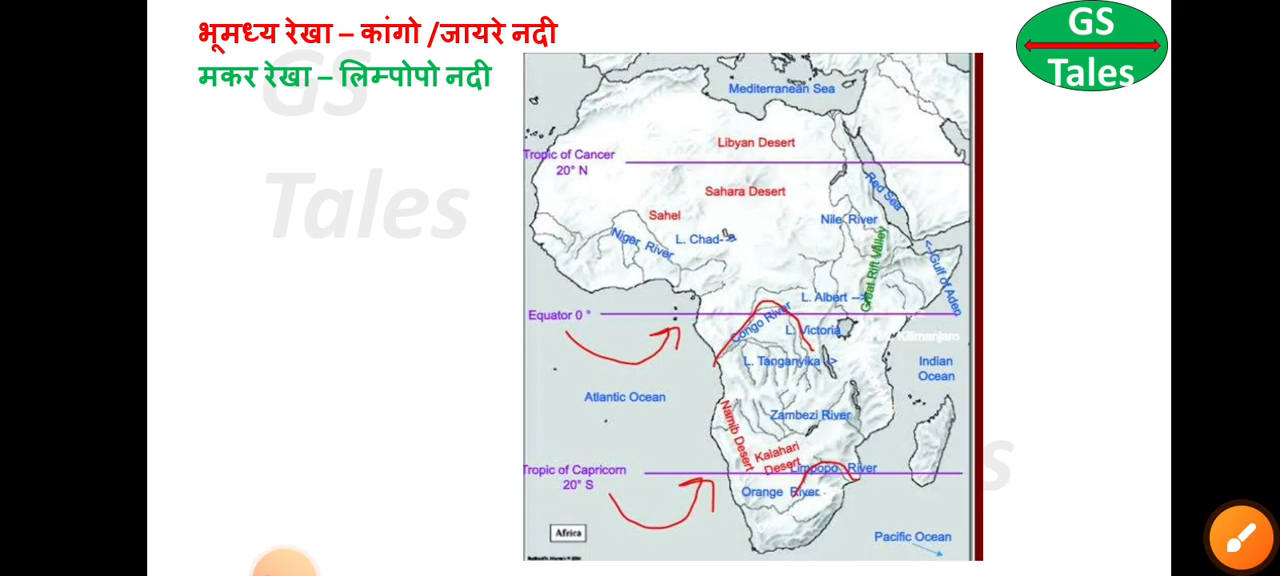 भूमध्य रेखा – कांगो /जायरे नदी
मकर रेखा – लिम्पोपो नदी
GS
Tales
GS
Tales
Mediterranean Sea
Libyan Desert
Tropic of Cancer
20° N
Red Sea
Sahara Desert
Sahel
Nile River
Niger River
L. Chad-->
Great Rift Valley
<-Gulf of Aden
L. Albert -->
Equator 0 °
Congo River
L. Victoria
Kilimanjaro
L. Tanganyika ->
Indian
Ocean
Atlantic Ocean
Zambezi River
Namib Desert
Kalahari
Desert
Limpopo River
Tropic of Capricorn
20° S
Orange River
Africa
Pacific Ocean